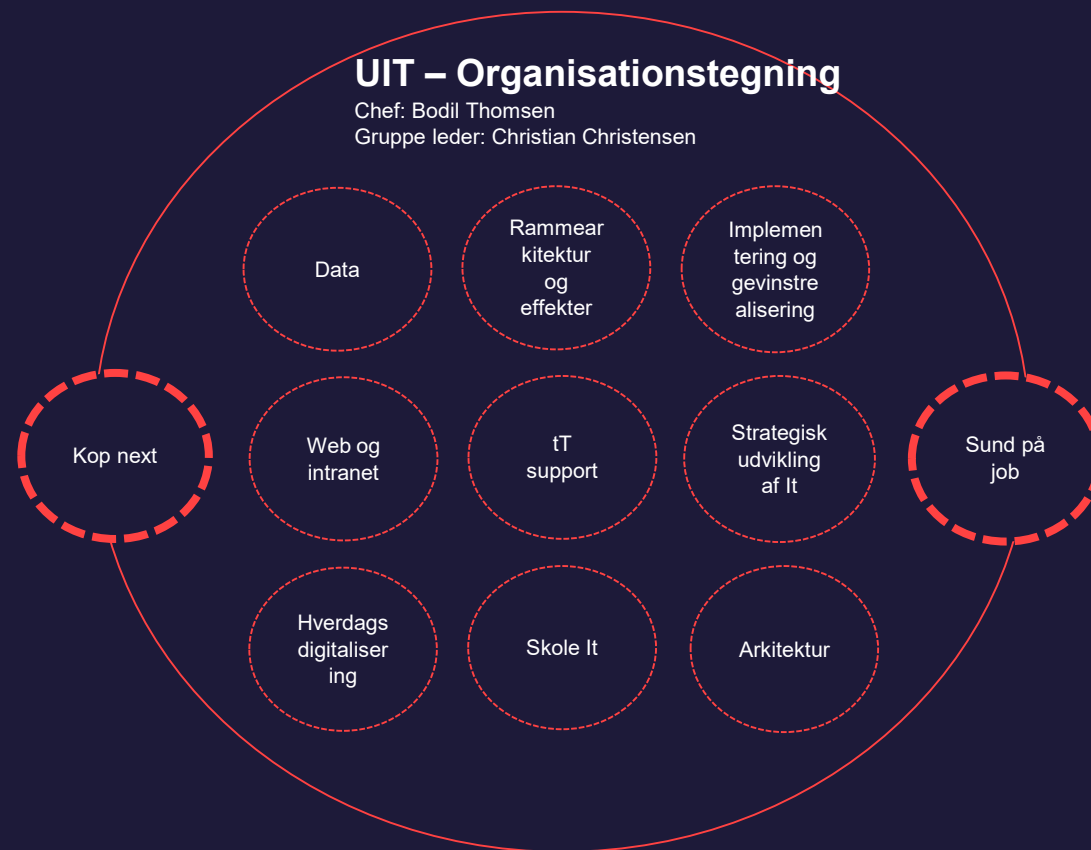 UIT – Organisationstegning
Chef: Bodil Thomsen
Gruppe leder: Christian Christensen
Data
Rammear
kitektur
og
effekter
Implemen
tering og
gevinstre
alisering
Kop next
Web og
intranet
tT
support
Strategisk
udvikling
af It
Sund på
job
Hverdags
digitaliser
ing
Skole It
Arkitektur